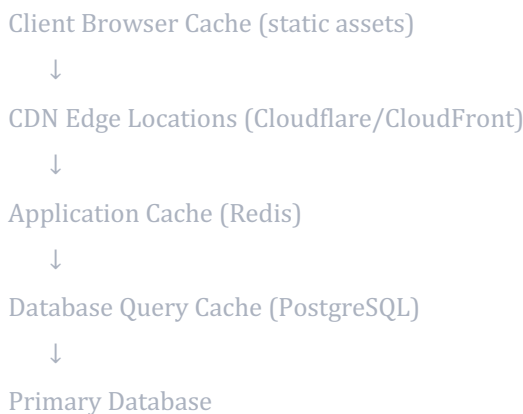 Client Browser Cache (static assets)
↓
CDN Edge Locations (Cloudflare/CloudFront)
↓
Application Cache (Redis)
↓
Database Query Cache (PostgreSQL)
↓
Primary Database